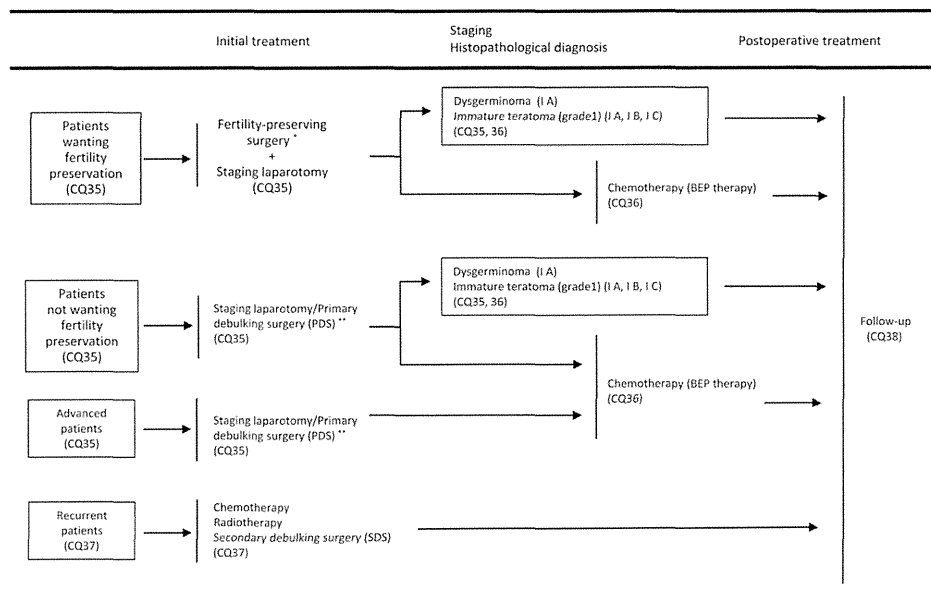 Initial treatment
Staging
Histopathological diagnosis
Postoperative treatment
Patients
wanting
fertility
preservation
(CQ35)
Fertility-preserving
surgery *
+
Staging laparotomy
(CQ35)
Dysgerminoma (I A)
Immature teratoma (grade1) (I A, I B, I C)
(CQ35, 36)
Chemotherapy (BEP therapy)
(CQ36)
Patients
not wanting
fertility
preservation
(CQ35)
Staging laparotomy/Primary
debulking surgery (PDS) **
(CQ35)
Dysgerminoma (I A)
Immature teratoma (grade1) (I A, I B, I C)
(CQ35, 36)
Chemotherapy (BEP therapy)
(CQ36)
Advanced
patients
(CQ35)
Staging laparotomy/Primary
debulking surgery (PDS) **
(CQ35)
Recurrent
patients
(CQ37)
Chemotherapy
Radiotherapy
Secondary debulking surgery (SDS)
(CQ37)
Follow-up
(CQ38)